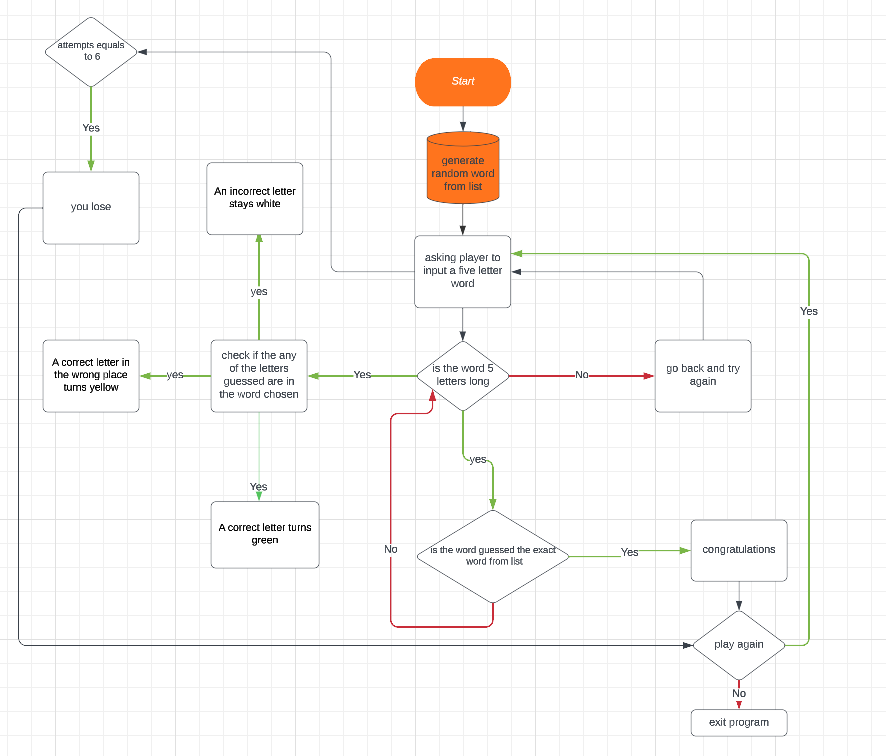 attempts equals
to 6
Start
Yes
generate
random word
from list
An incorrect letter
stays white
you lose
asking player to
input a five letter
word
yes
Yes
A correct letter in
the wrong place
turns yellow
yes
check if the any
of the letters
guessed are in
the word chosen
Yes
is the word 5
letters long
No
go back and try
again
yes
Yes
A correct letter turns
green
No
is the word guessed the exact
word from list
Yes
congratulations
play again
No
exit program